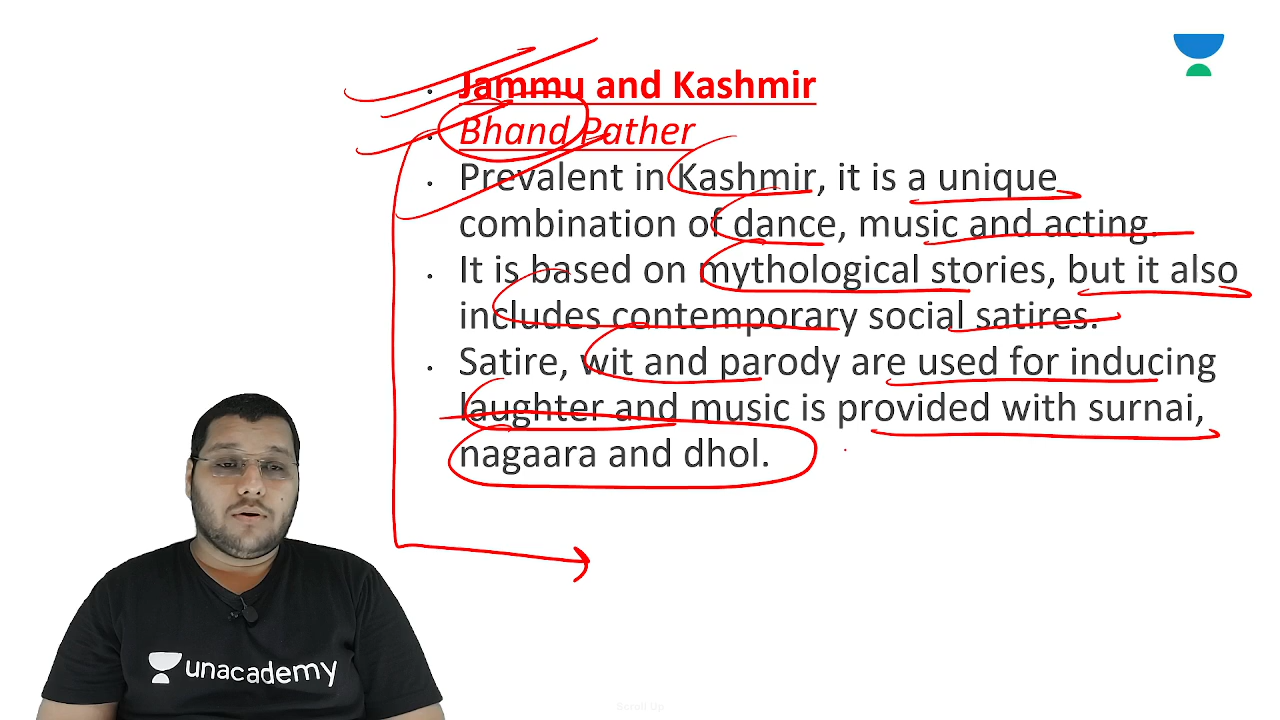 Jammu and Kashmir
Bhand Pather
Prevalent in Kashmir, it is a unique
combination of dance, music and acting.
It is based on mythological stories, but it also
includes contemporary social satires.
Satire, wit and parody are used for inducing
laughter and music is provided with surnai,
nagaara and dhol.
unacademy
Scroll Up